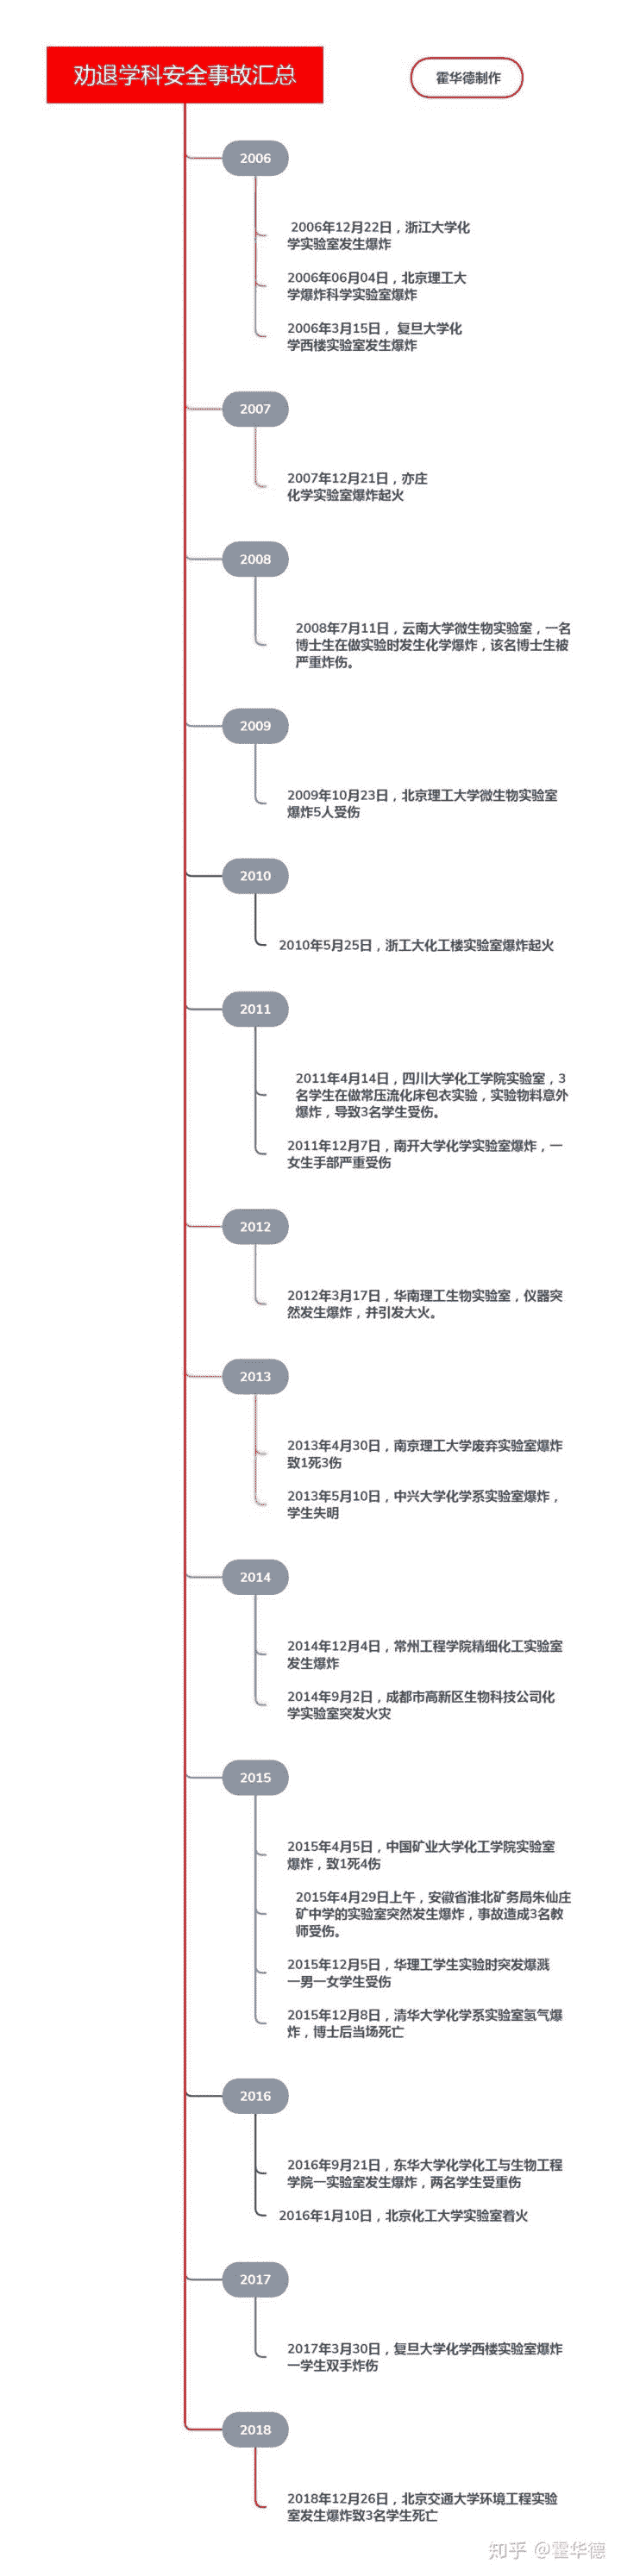 劝退学科安全事故汇总
霍华德制作
2006
2006年12月22日，浙江大学化
学实验室发生爆炸
2006年06月04日，北京理工大
学爆炸科学实验室爆炸
2006年3月15日， 复旦大学化
学西楼实验室发生爆炸
2007
2007年12月21日，亦庄
化学实验室爆炸起火
2008
2008年7月11日，云南大学微生物实验室，一名
博士生在做实验时发生化学爆炸，该名博士生被
严重炸伤。
2009
2009年10月23日，北京理工大学微生物实验室
爆炸5人受伤
2010
2010年5月25日，浙工大化工楼实验室爆炸起火
2011
2011年4月14日，四川大学化工学院实验室，3
名学生在做常压流化床包衣实验，实验物料意外
爆炸，导致3名学生受伤。
2011年12月7日，南开大学化学实验室爆炸，一
女生手部严重受伤
2012
2012年3月17日，华南理工生物实验室，仪器突
然发生爆炸，并引发大火。
2013
2013年4月30日，南京理工大学废弃实验室爆炸
致1死3伤
2013年5月10日，中兴大学化学系实验室爆炸，
学生失明
2014
2014年12月4日，常州工程学院精细化工实验室
发生爆炸
2014年9月2日，成都市高新区生物科技公司化
学实验室突发火灾
2015
2015年4月5日，中国矿业大学化工学院实验室
爆炸，致1死4伤
2015年4月29日上午，安徽省淮北矿务局朱仙庄
矿中学的实验室突然发生爆炸，事故造成3名教
师受伤。
2015年12月5日，华理工学生实验时突发爆溅
一男一女学生受伤
2015年12月8日，清华大学化学系实验室氢气爆
炸，博士后当场死亡
2016
2016年9月21日，东华大学化学化工与生物工程
学院一实验室发生爆炸，两名学生受重伤
2016年1月10日，北京化工大学实验室着火
2017
2017年3月30日，复旦大学化学西楼实验室爆炸
一学生双手炸伤
2018
2018年12月26日，北京交通大学环境工程实验
室发生爆炸致3名学生死亡
知乎 @霍华德